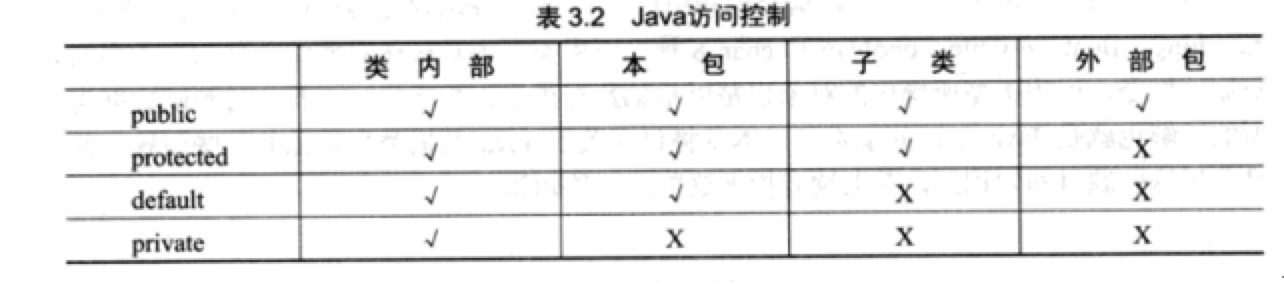 表 3.2 Java访问控制
类 内 部 本 包 子 类 外 部 包
public √ √ √ √
protected √ √ √ X
default √ √ X X
private √ X X X